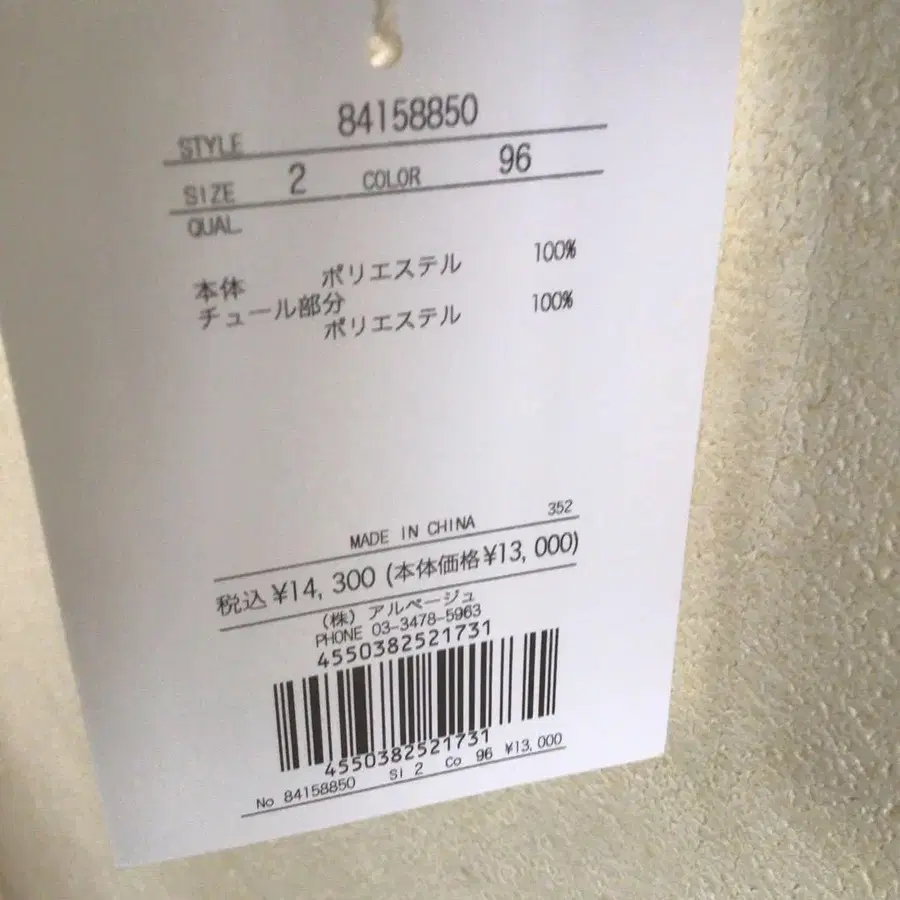 STYLE 84158850
SIZE 2 COLOR 96
QUAL
本体 ポリエステル 100%
チュール部分
ポリエステル 100%
MADE IN CHINA 352
税込 ¥14,300 (本体価格¥13,000)
(株) アルページュ
PHONE 03-3478-5963
4550382521731
4550382521731
No 84158850 Si 2 Co 96 ¥13,000